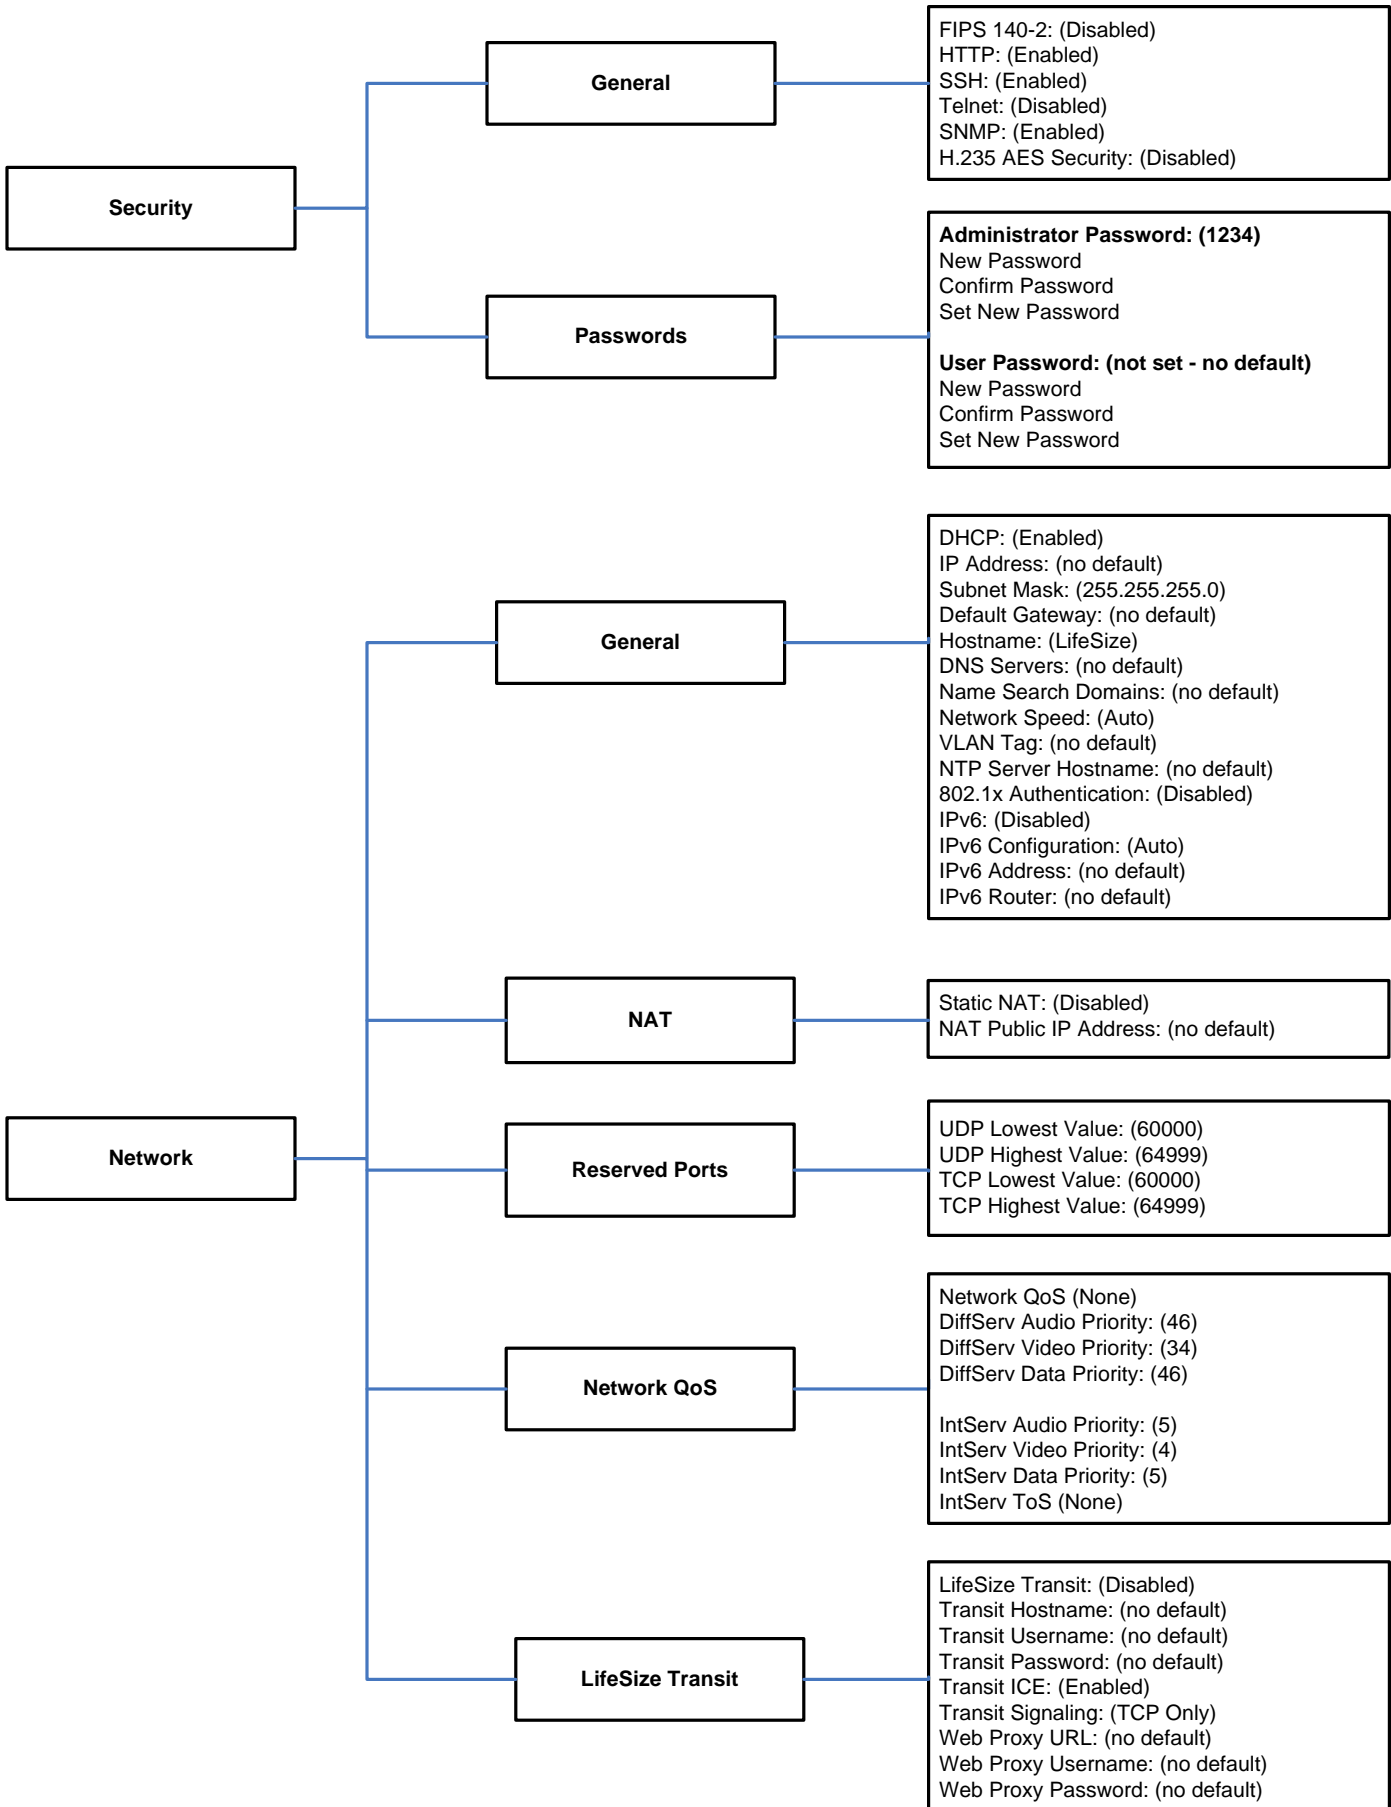 Security
General
FIPS 140-2: (Disabled)
HTTP: (Enabled)
SSH: (Enabled)
Telnet: (Disabled)
SNMP: (Enabled)
H.235 AES Security: (Disabled)
Passwords
Administrator Password: (1234)
New Password
Confirm Password
Set New Password
User Password: (not set - no default)
New Password
Confirm Password
Set New Password
Network
General
DHCP: (Enabled)
IP Address: (no default)
Subnet Mask: (255.255.255.0)
Default Gateway: (no default)
Hostname: (LifeSize)
DNS Servers: (no default)
Name Search Domains: (no default)
Network Speed: (Auto)
VLAN Tag: (no default)
NTP Server Hostname: (no default)
802.1x Authentication: (Disabled)
IPv6: (Disabled)
IPv6 Configuration: (Auto)
IPv6 Address: (no default)
IPv6 Router: (no default)
NAT
Static NAT: (Disabled)
NAT Public IP Address: (no default)
Reserved Ports
UDP Lowest Value: (60000)
UDP Highest Value: (64999)
TCP Lowest Value: (60000)
TCP Highest Value: (64999)
Network QoS
Network QoS (None)
DiffServ Audio Priority: (46)
DiffServ Video Priority: (34)
DiffServ Data Priority: (46)
IntServ Audio Priority: (5)
IntServ Video Priority: (4)
IntServ Data Priority: (5)
IntServ ToS (None)
LifeSize Transit
LifeSize Transit: (Disabled)
Transit Hostname: (no default)
Transit Username: (no default)
Transit Password: (no default)
Transit ICE: (Enabled)
Transit Signaling: (TCP Only)
Web Proxy URL: (no default)
Web Proxy Username: (no default)
Web Proxy Password: (no default)